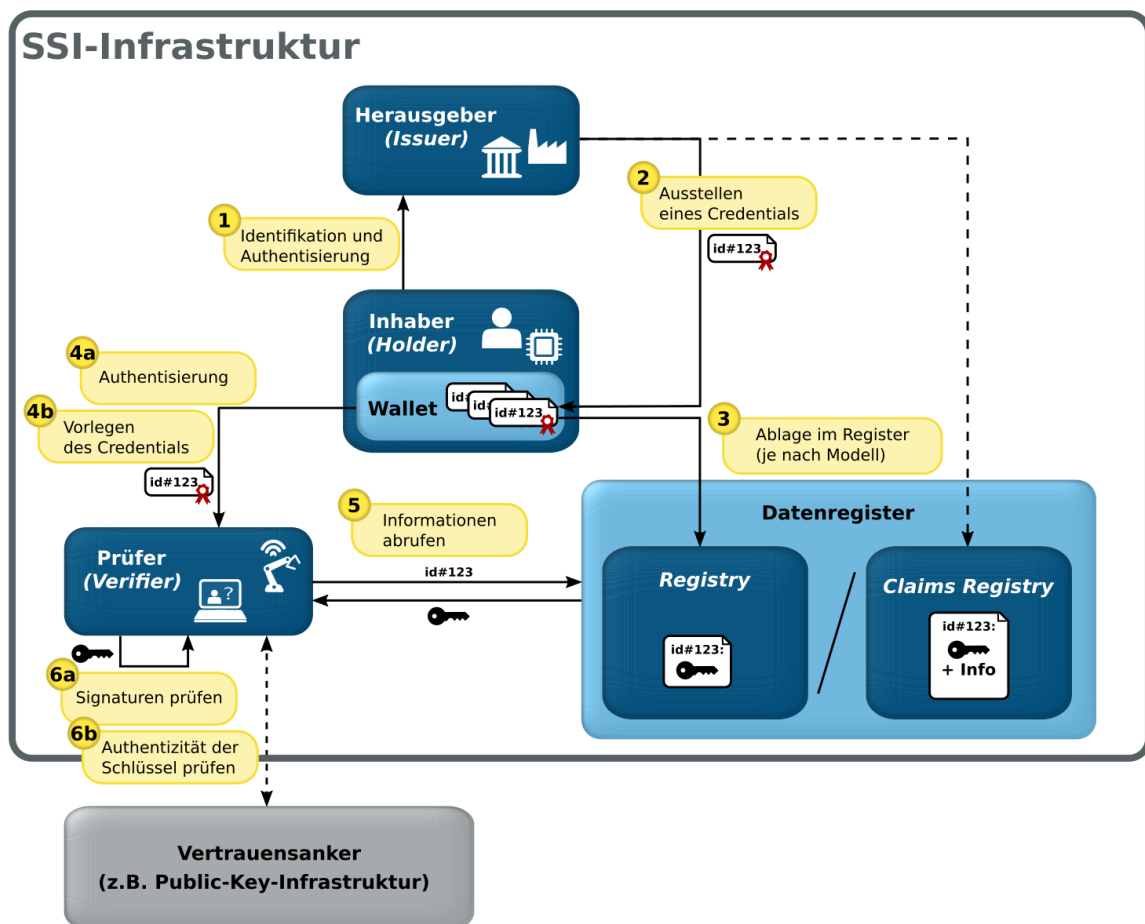 SSI-Infrastruktur
Herausgeber
(Issuer)
1
Identifikation und
Authentisierung
2
Ausstellen
eines Credentials
id#123
Inhaber
(Holder)
Wallet
id#
id#
id#123
3
Ablage im Register
(je nach Modell)
4a
Authentisierung
4b
Vorlegen
des Credentials
id#123
Prüfer
(Verifier)
?
5
Informationen
abrufen
id#123
Datenregister
Registry
id#123:
Claims Registry
id#123:
+ Info
6a
Signaturen prüfen
6b
Authentizität der
Schlüssel prüfen
Vertrauensanker
(z.B. Public-Key-Infrastruktur)